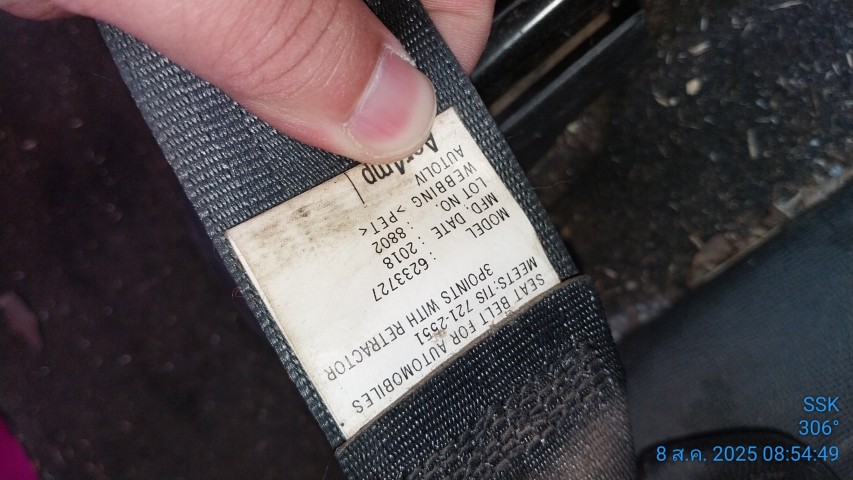 SEAT BELT FOR AUTOMOBILES
MEETS:TIS 721-2551
3POINTS WITH RETRACTOR
MODEL : 6233727
MFD. DATE : 2018
LOT NO. : 8802
WEBBING >PET<
AUTOLIV
SSK
306°
8 ส.ค. 2025 08:54:49